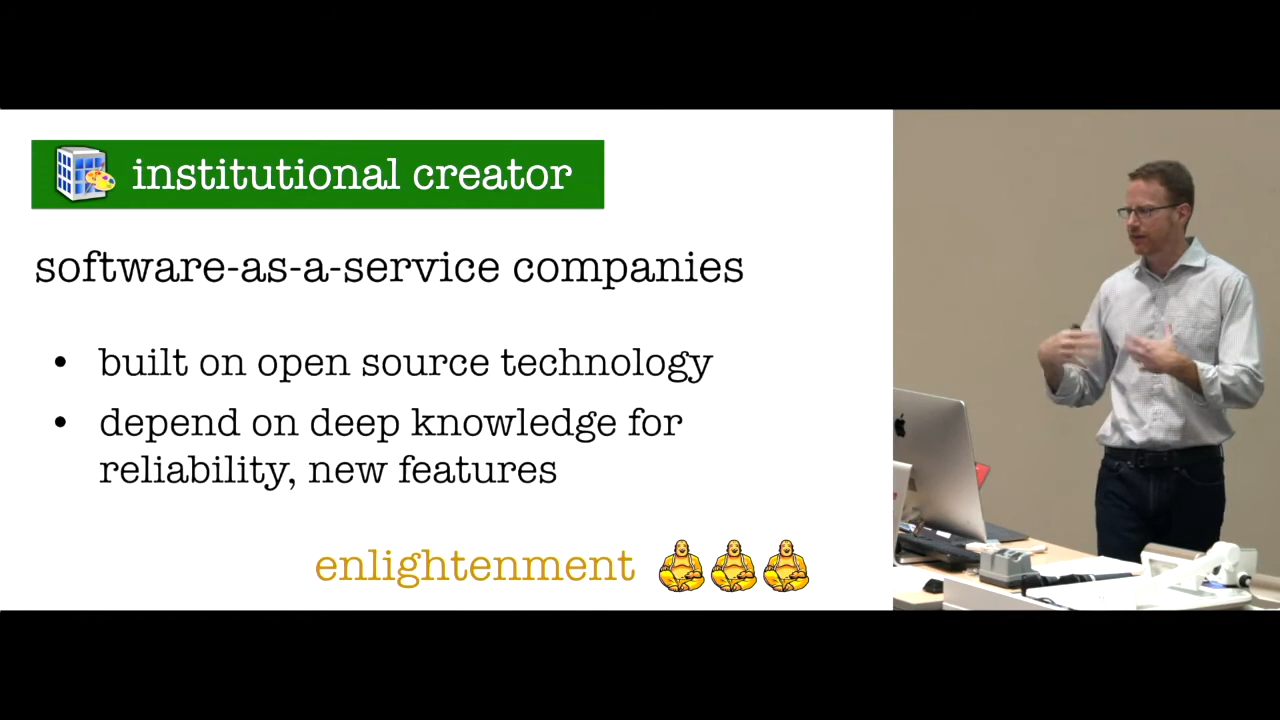 institutional creator
software-as-a-service companies
• built on open source technology
• depend on deep knowledge for
reliability, new features
enlightenment